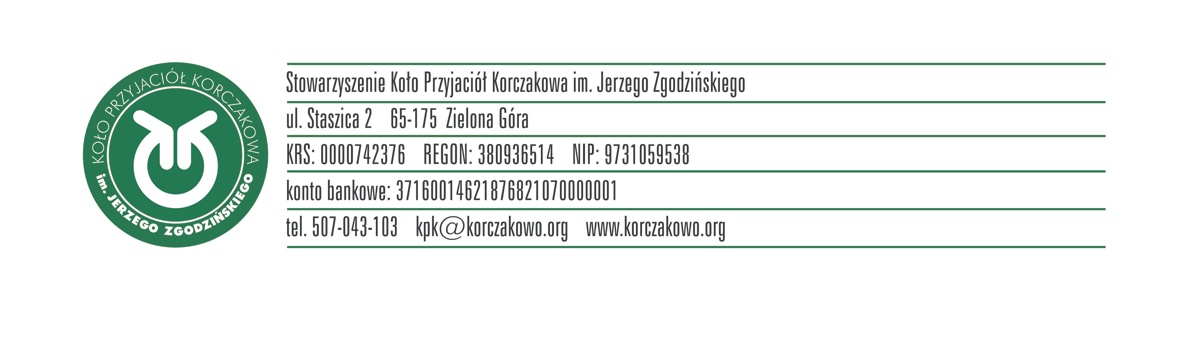 KOŁO PRZYJACIÓŁ KORCZAKOWA
im. JERZEGO ZGODZIŃSKIEGO
Stowarzyszenie Koło Przyjaciół Korczakowa im. Jerzego Zgodzińskiego
ul. Staszica 2 65-175 Zielona Góra
KRS: 0000742376 REGON: 380936514 NIP: 9731059538
konto bankowe: 37160014621876821070000001
tel. 507-043-103 kpk@korczakowo.org www.korczakowo.org